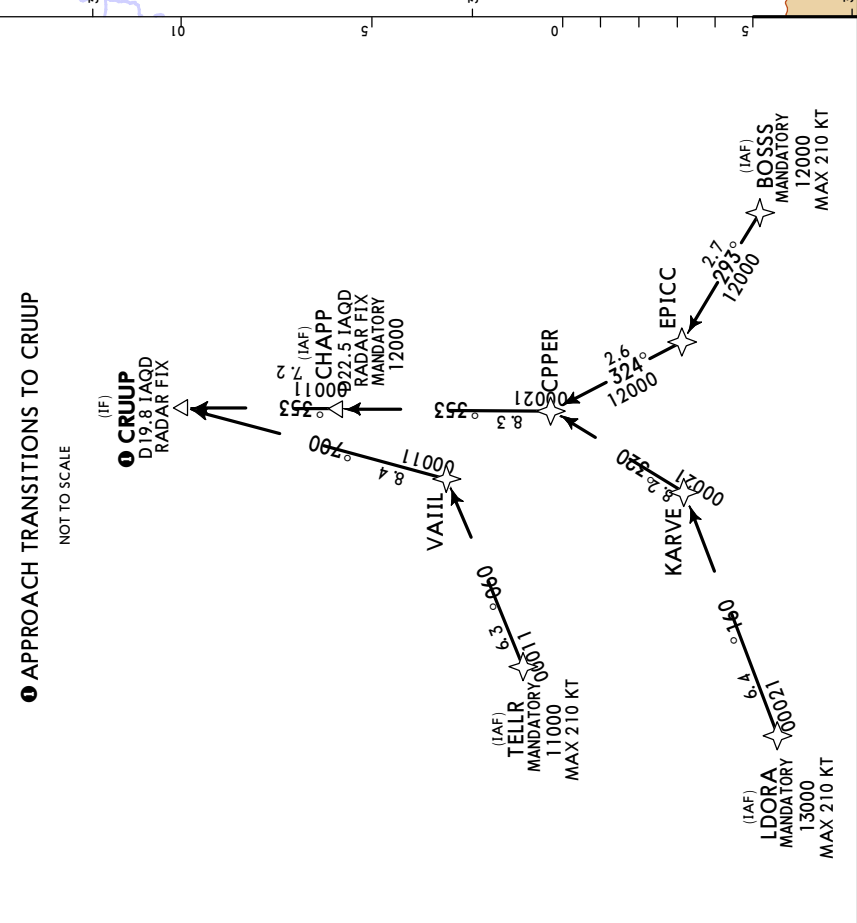 ❶ APPROACH TRANSITIONS TO CRUUP
NOT TO SCALE
(IF)
❶ CRUUP
D19.8 IAQD
RADAR FIX
353°
7.2
11000
(IAF)
CHAPP
D22.5 IAQD
RADAR FIX
MANDATORY
12000
007°
8.4
11000
VAIIL
060°
6.3
11000
(IAF)
TELLR
MANDATORY
11000
MAX 210 KT
353°
8.3
12000
CPPER
2.6
324°
12000
EPICC
2.7
293°
12000
(IAF)
BOSSS
MANDATORY
12000
MAX 210 KT
023°
8.2
12000
KARVE
061°
6.4
12000
(IAF)
LDORA
MANDATORY
13000
MAX 210 KT
10
5
0
5